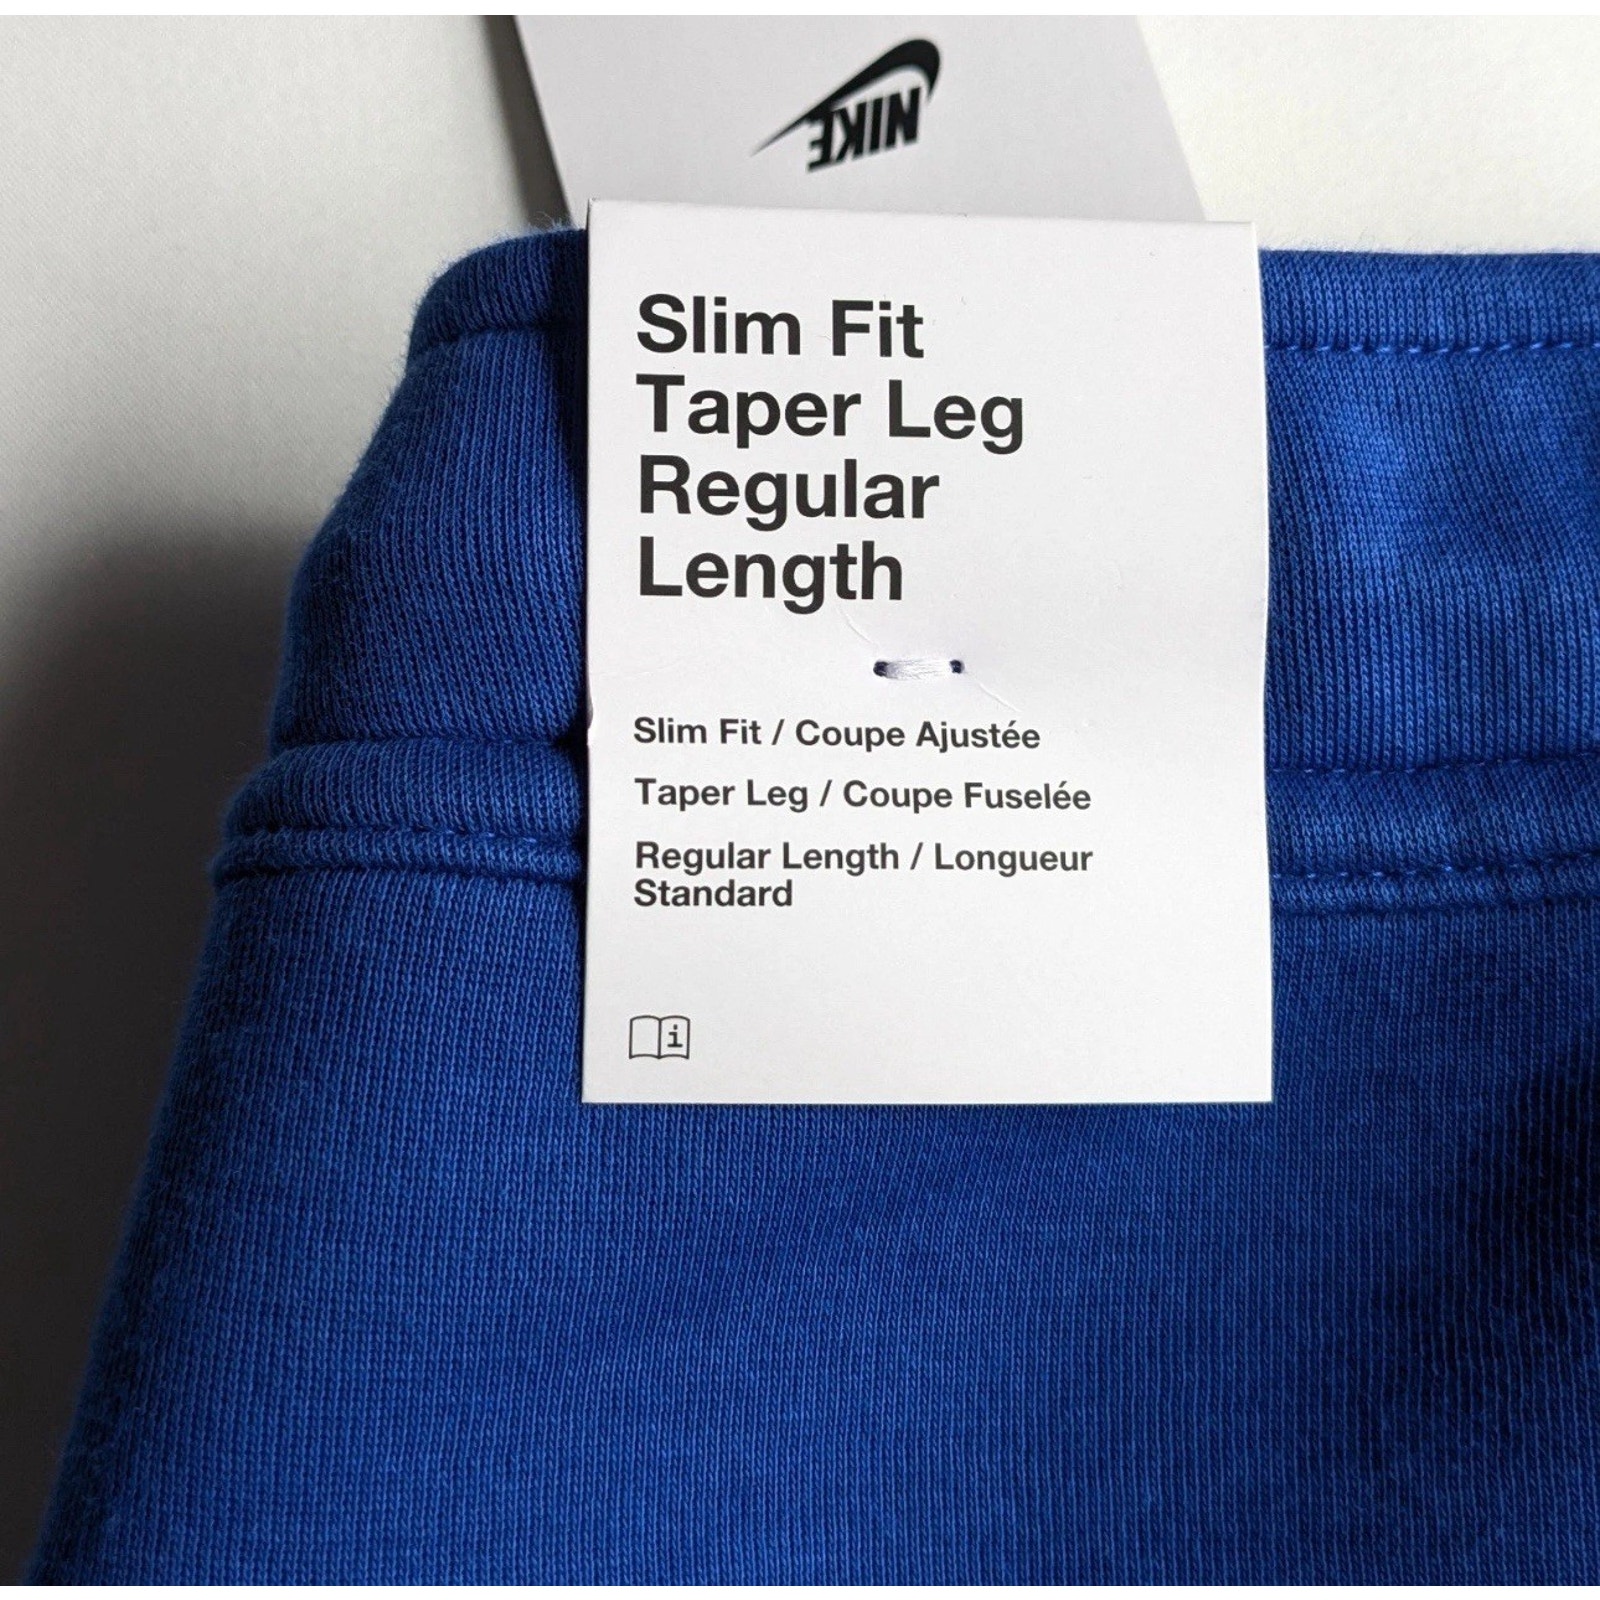 NIKE
Slim Fit
Taper Leg
Regular
Length
Slim Fit / Coupe Ajustée
Taper Leg / Coupe Fuselée
Regular Length / Longueur
Standard
i